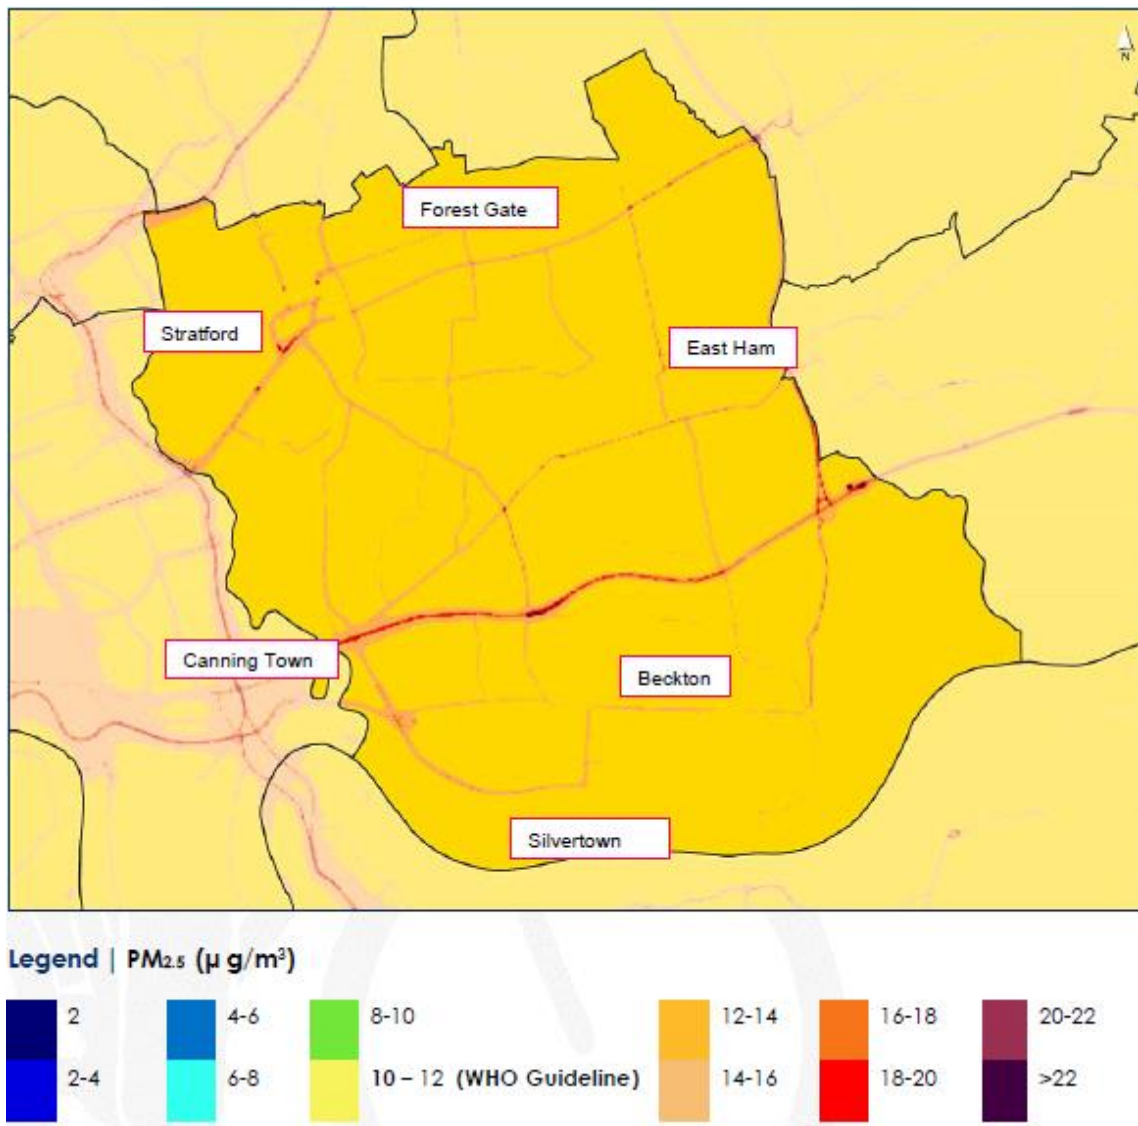 N
Forest Gate
Stratford
East Ham
Canning Town
Beckton
Silvertown
Legend | PM2.5 (µ g/m³)
2
4-6
8-10
12-14
16-18
20-22
2-4
6-8
10 – 12 (WHO Guideline)
14-16
18-20
>22